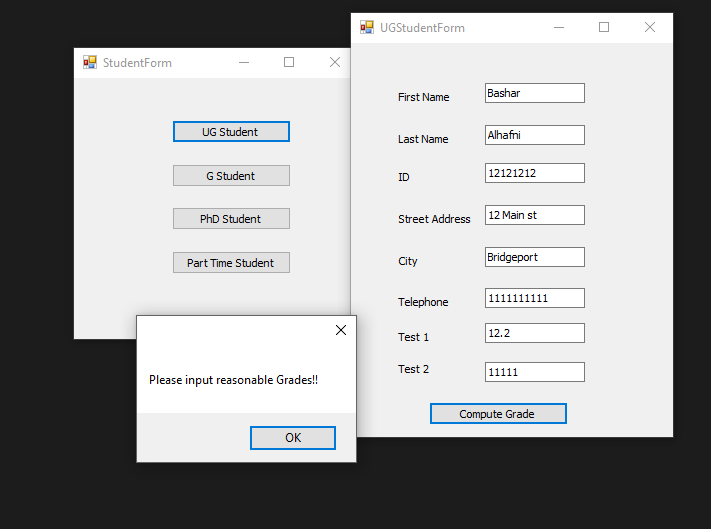 StudentForm
UG Student
G Student
PhD Student
Part Time Student
UGStudentForm
First Name Bashar
Last Name Alhafni
ID 12121212
Street Address 12 Main st
City Bridgeport
Telephone 1111111111
Test 1 12.2
Test 2 11111
Compute Grade
Please input reasonable Grades!!
OK